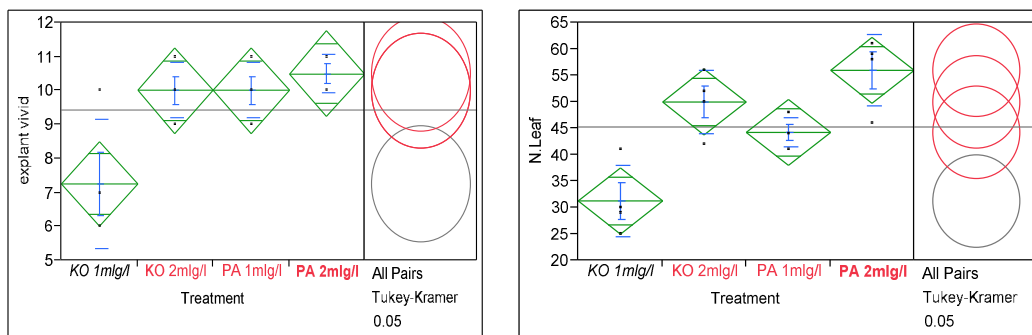 12
11
10
9
8
7
6
5
explant vivid
KO 1mlg/l KO 2mlg/l PA 1mlg/l PA 2mlg/l
Treatment
All Pairs
Tukey-Kramer
0.05
65
60
55
50
45
40
35
30
25
20
N.Leaf
KO 1mlg/l KO 2mlg/l PA 1mlg/l PA 2mlg/l
Treatment
All Pairs
Tukey-Kramer
0.05